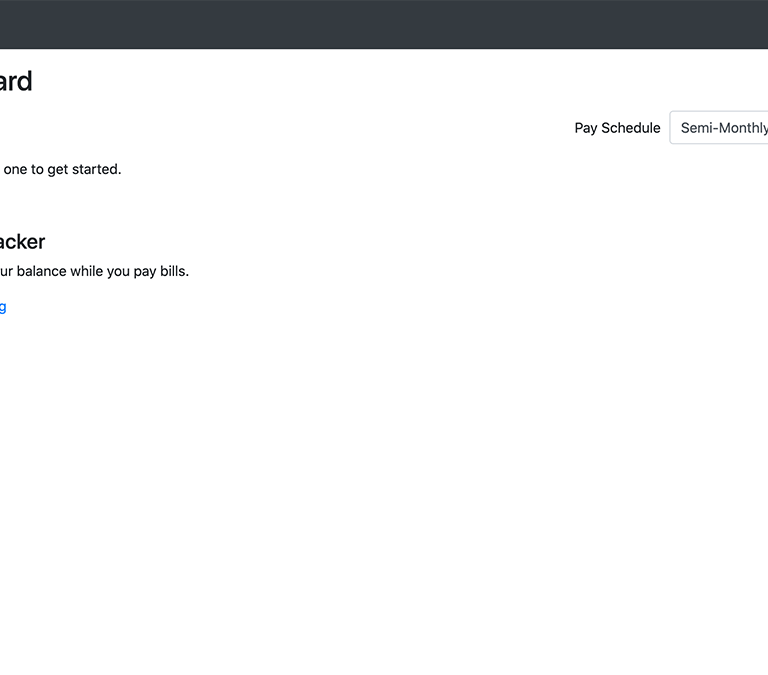 ard
Pay Schedule Semi-Monthly
one to get started.
acker
ur balance while you pay bills.
g